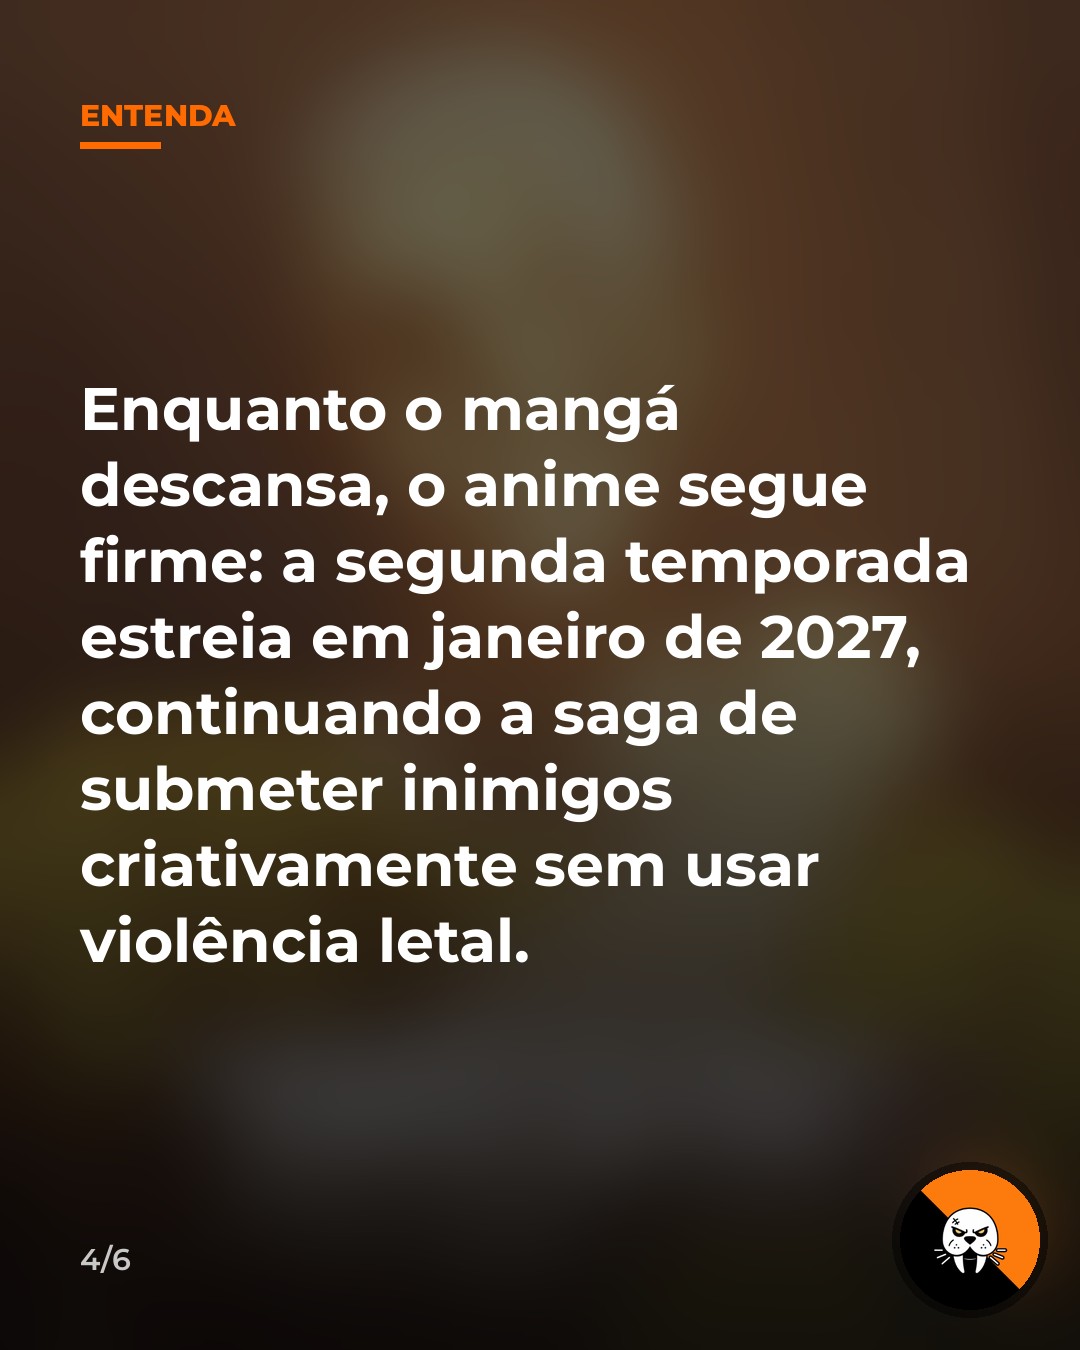 ENTENDA
Enquanto o mangá
descansa, o anime segue
firme: a segunda temporada
estreia em janeiro de 2027,
continuando a saga de
submeter inimigos
criativamente sem usar
violência letal.
4/6